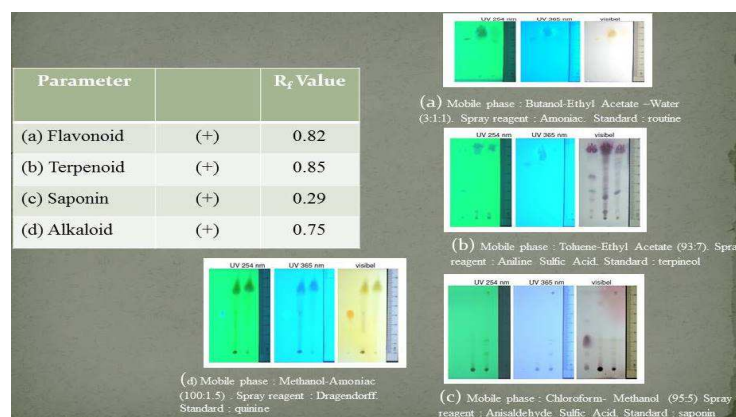 Parameter Rf Value
(a) Flavonoid (+) 0.82
(b) Terpenoid (+) 0.85
(c) Saponin (+) 0.29
(d) Alkaloid (+) 0.75
UV 254 nm UV 365 nm visibel
(a) Mobile phase : Butanol-Ethyl Acetate –Water
(3:1:1). Spray reagent : Amoniac. Standard : routine
UV 254 nm UV 365 nm visibel
(b) Mobile phase : Toluene-Ethyl Acetate (93:7). Spray
reagent : Aniline Sulfic Acid. Standard : terpineol
UV 254 nm UV 365 nm visibel
(d) Mobile phase : Methanol-Amoniac
(100:1.5) . Spray reagent : Dragendorff.
Standard : quinine
UV 254 nm UV 365 nm visibel
(c) Mobile phase : Chloroform- Methanol (95:5) Spray
reagent : Anisaldehyde Sulfic Acid. Standard : saponin